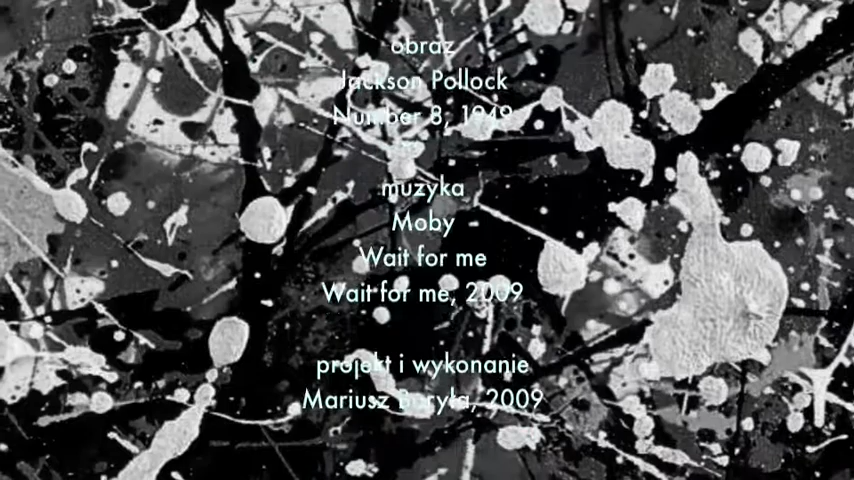 obraz
Jackson Pollock
Number 8, 1949
muzyka
Moby
Wait for me
Wait for me, 2009
projekt i wykonanie
Mariusz Boryła, 2009